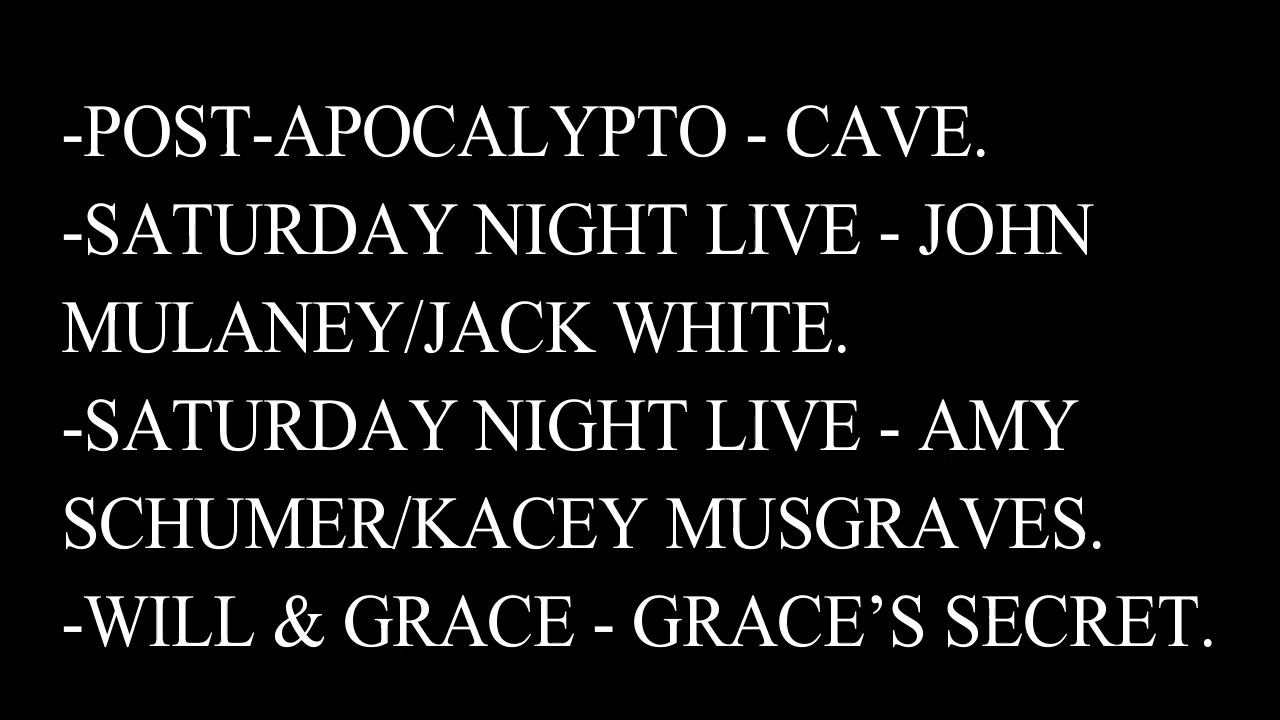 -POST-APOCALYPTO - CAVE.
-SATURDAY NIGHT LIVE - JOHN
MULANEY/JACK WHITE.
-SATURDAY NIGHT LIVE - AMY
SCHUMER/KACEY MUSGRAVES.
-WILL & GRACE - GRACE’S SECRET.